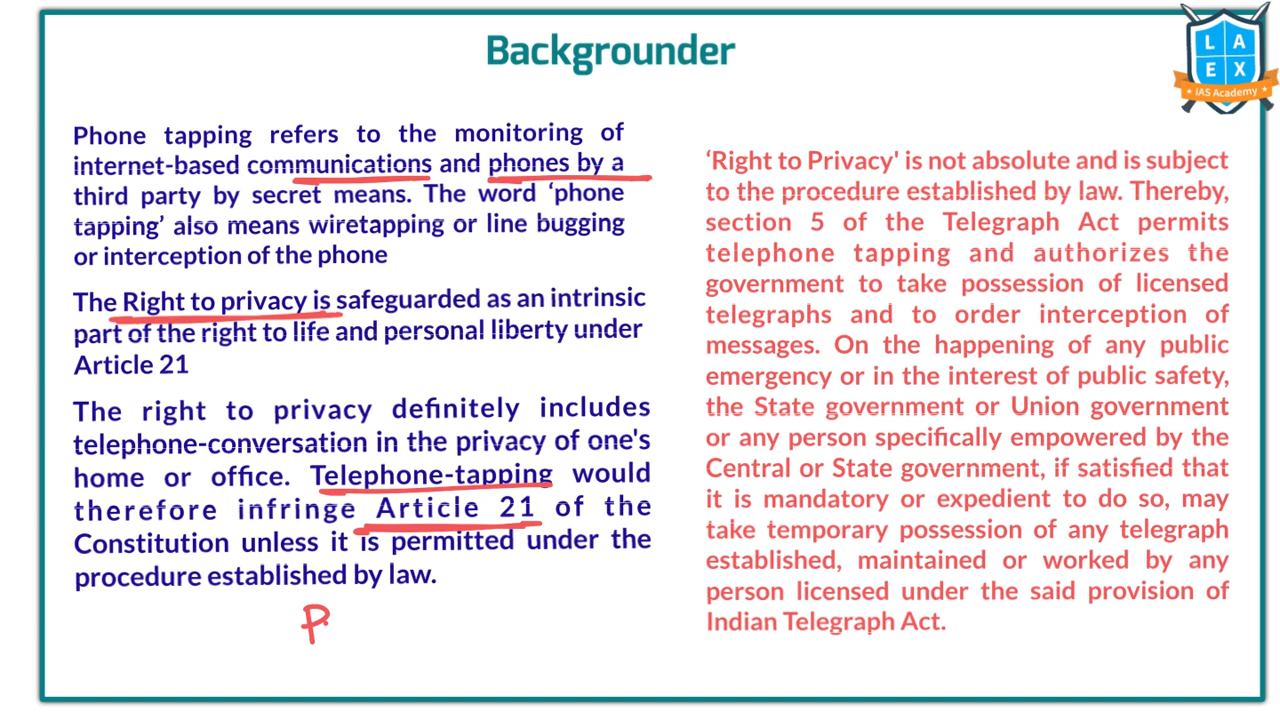 Backgrounder
L A
E X
IAS Academy
Phone tapping refers to the monitoring of
internet-based communications and phones by a
third party by secret means. The word ‘phone
tapping’ also means wiretapping or line bugging
or interception of the phone
The Right to privacy is safeguarded as an intrinsic
part of the right to life and personal liberty under
Article 21
The right to privacy definitely includes
telephone-conversation in the privacy of one's
home or office. Telephone-tapping would
therefore infringe Article 21 of the
Constitution unless it is permitted under the
procedure established by law.
P
‘Right to Privacy' is not absolute and is subject
to the procedure established by law. Thereby,
section 5 of the Telegraph Act permits
telephone tapping and authorizes the
government to take possession of licensed
telegraphs and to order interception of
messages. On the happening of any public
emergency or in the interest of public safety,
the State government or Union government
or any person specifically empowered by the
Central or State government, if satisfied that
it is mandatory or expedient to do so, may
take temporary possession of any telegraph
established, maintained or worked by any
person licensed under the said provision of
Indian Telegraph Act.